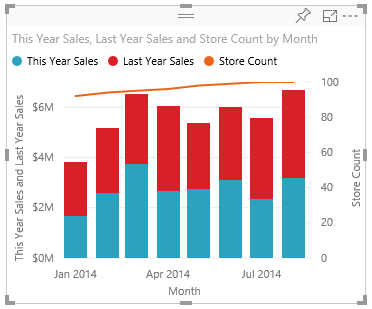 This Year Sales, Last Year Sales and Store Count by Month
This Year Sales Last Year Sales Store Count
This Year Sales and Last Year Sales
$6M
$4M
$2M
$0M
100
80
60
40
20
0
Store Count
Jan 2014 Apr 2014 Jul 2014
Month